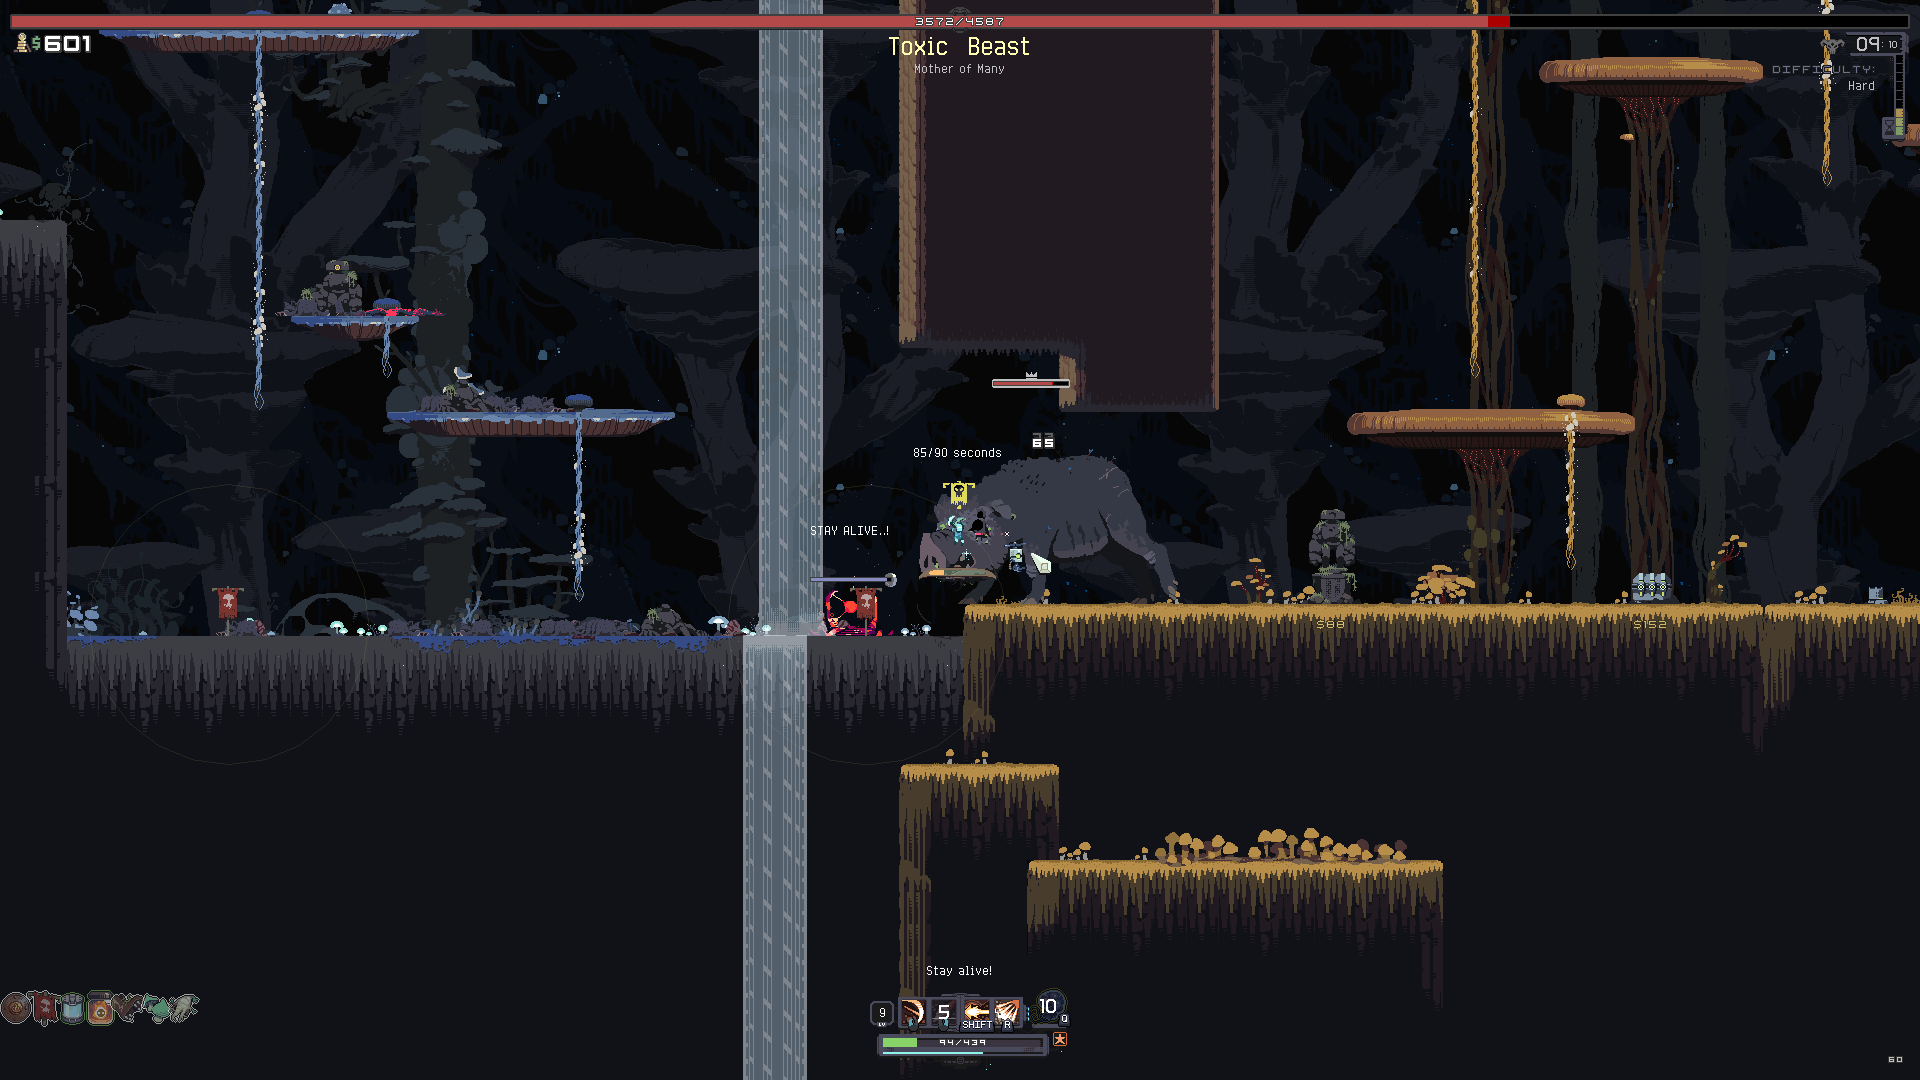 3572/4587
$601
Toxic Beast
Mother of Many
09:10
DIFFICULTY:
Hard
65
85/90 seconds
STAY ALIVE..!
$88
$152
Stay alive!
9
5
10
SHIFT
R
Q
94/439
60